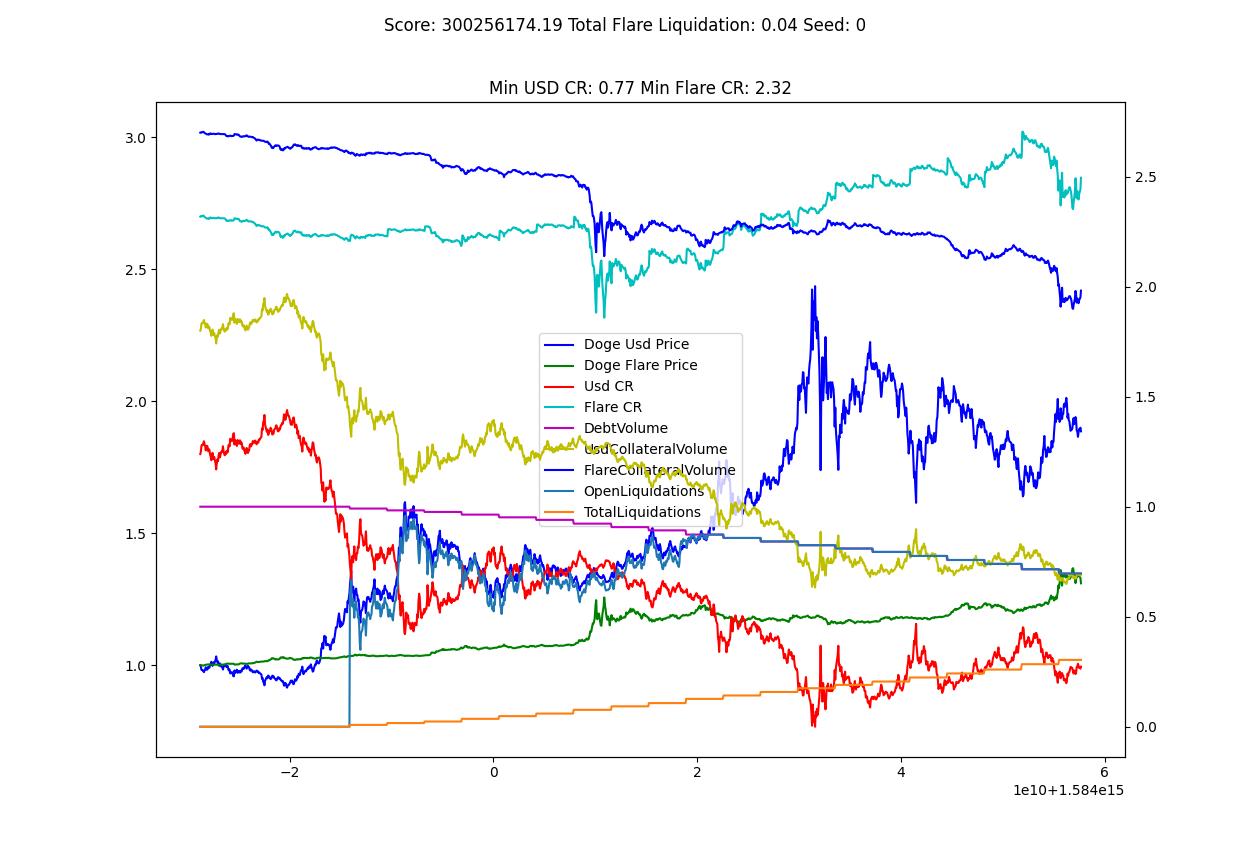 Score: 300256174.19 Total Flare Liquidation: 0.04 Seed: 0
Min USD CR: 0.77 Min Flare CR: 2.32
3.0
2.5
2.0
1.5
1.0
2.5
2.0
1.5
1.0
0.5
0.0
Doge Usd Price
Doge Flare Price
Usd CR
Flare CR
DebtVolume
UsdCollateralVolume
FlareCollateralVolume
OpenLiquidations
TotalLiquidations
−2 0 2 4 6
1e10+1.584e15